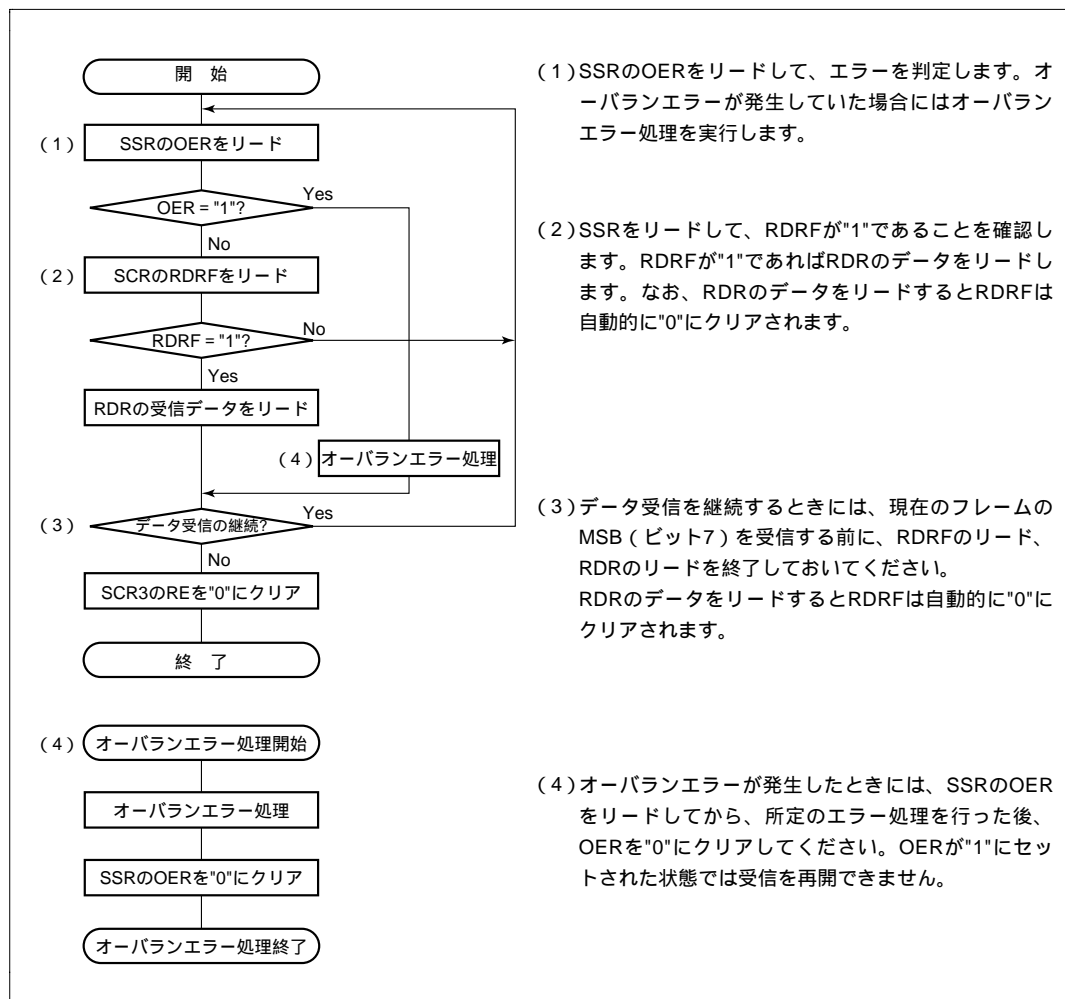 開 始
(1)
SSRのOERをリード
OER = "1"?
Yes
No
(2)
SCRのRDRFをリード
RDRF = "1"?
No
Yes
RDRの受信データをリード
(4)
オーバランエラー処理
(3)
データ受信の継続?
Yes
No
SCR3のREを"0"にクリア
終 了
(4)
オーバランエラー処理開始
オーバランエラー処理
SSRのOERを"0"にクリア
オーバランエラー処理終了
(1)SSRのOERをリードして、エラーを判定します。オ
ーバランエラーが発生していた場合にはオーバラン
エラー処理を実行します。
(2)SSRをリードして、RDRFが"1"であることを確認し
ます。RDRFが"1"であればRDRのデータをリードし
ます。なお、RDRのデータをリードするとRDRFは
自動的に"0"にクリアされます。
(3)データ受信を継続するときには、現在のフレームの
MSB(ビット7)を受信する前に、RDRFのリード、
RDRのリードを終了しておいてください。
RDRのデータをリードするとRDRFは自動的に"0"に
クリアされます。
(4)オーバランエラーが発生したときには、SSRのOER
をリードしてから、所定のエラー処理を行った後、
OERを"0"にクリアしてください。OERが"1"にセッ
トされた状態では受信を再開できません。